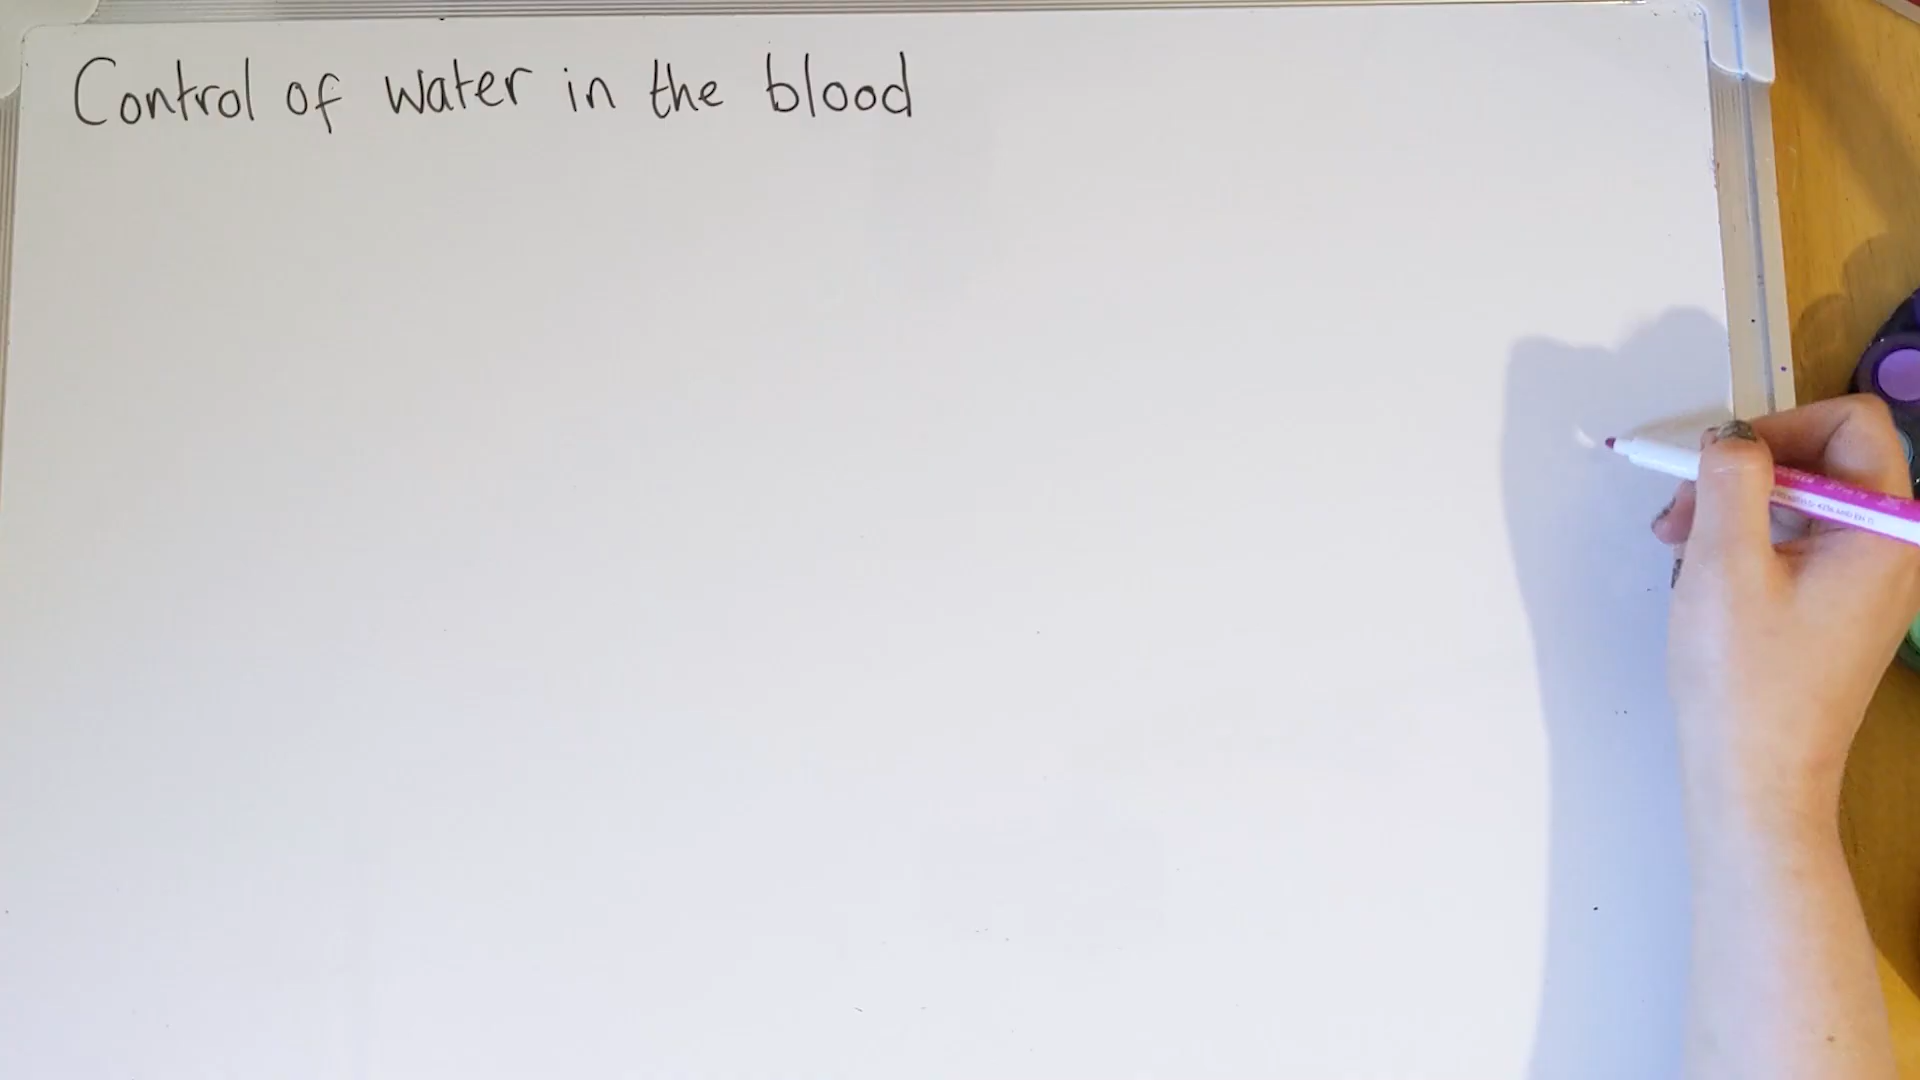 Control of water in the blood